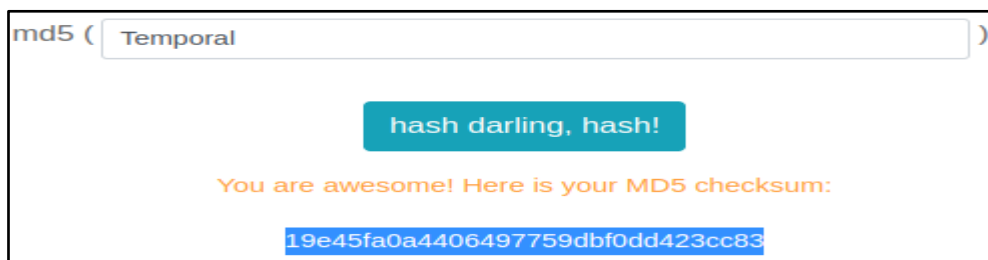 md5 ( Temporal )
hash darling, hash!
You are awesome! Here is your MD5 checksum:
19e45fa0a4406497759dbf0dd423cc83